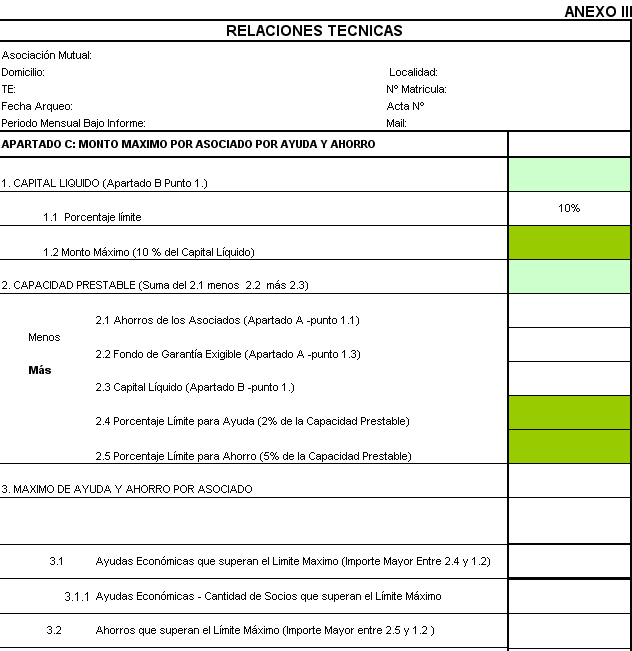 ANEXO III
RELACIONES TECNICAS
Asociación Mutual:
Domicilio: Localidad:
TE: Nº Matricula:
Fecha Arqueo: Acta Nº
Periodo Mensual Bajo Informe: Mail:
APARTADO C: MONTO MAXIMO POR ASOCIADO POR AYUDA Y AHORRO
1. CAPITAL LIQUIDO (Apartado B Punto 1.)
1.1 Porcentaje límite 10%
1.2 Monto Máximo (10 % del Capital Líquido)
2. CAPACIDAD PRESTABLE (Suma del 2.1 menos 2.2 más 2.3)
2.1 Ahorros de los Asociados (Apartado A -punto 1.1)
Menos
2.2 Fondo de Garantía Exigible (Apartado A -punto 1.3)
Más
2.3 Capital Líquido (Apartado B -punto 1.)
2.4 Porcentaje Límite para Ayuda (2% de la Capacidad Prestable)
2.5 Porcentaje Límite para Ahorro (5% de la Capacidad Prestable)
3. MAXIMO DE AYUDA Y AHORRO POR ASOCIADO
3.1 Ayudas Económicas que superan el Limite Maximo (Importe Mayor Entre 2.4 y 1.2)
3.1.1 Ayudas Económicas - Cantidad de Socios que superan el Límite Máximo
3.2 Ahorros que superan el Límite Máximo (Importe Mayor entre 2.5 y 1.2 )